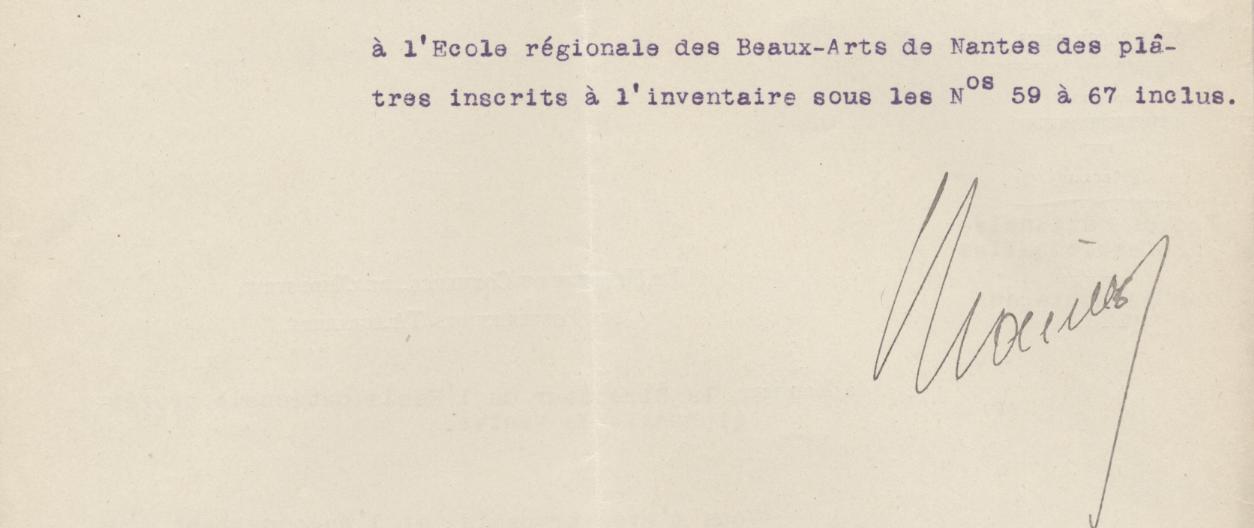 à l'Ecole régionale des Beaux-Arts de Nantes des plâ-
tres inscrits à l'inventaire sous les Nos 59 à 67 inclus.